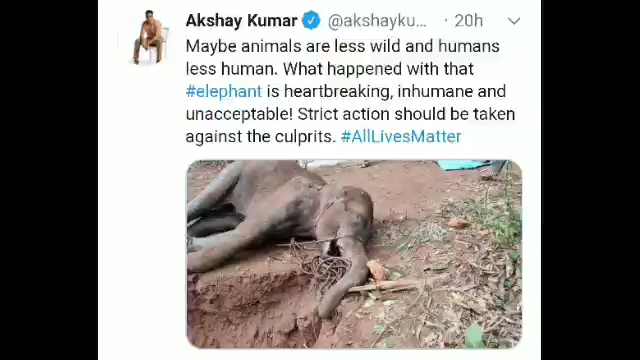 Akshay Kumar @akshayku... · 20h
Maybe animals are less wild and humans
less human. What happened with that
#elephant is heartbreaking, inhumane and
unacceptable! Strict action should be taken
against the culprits. #AllLivesMatter